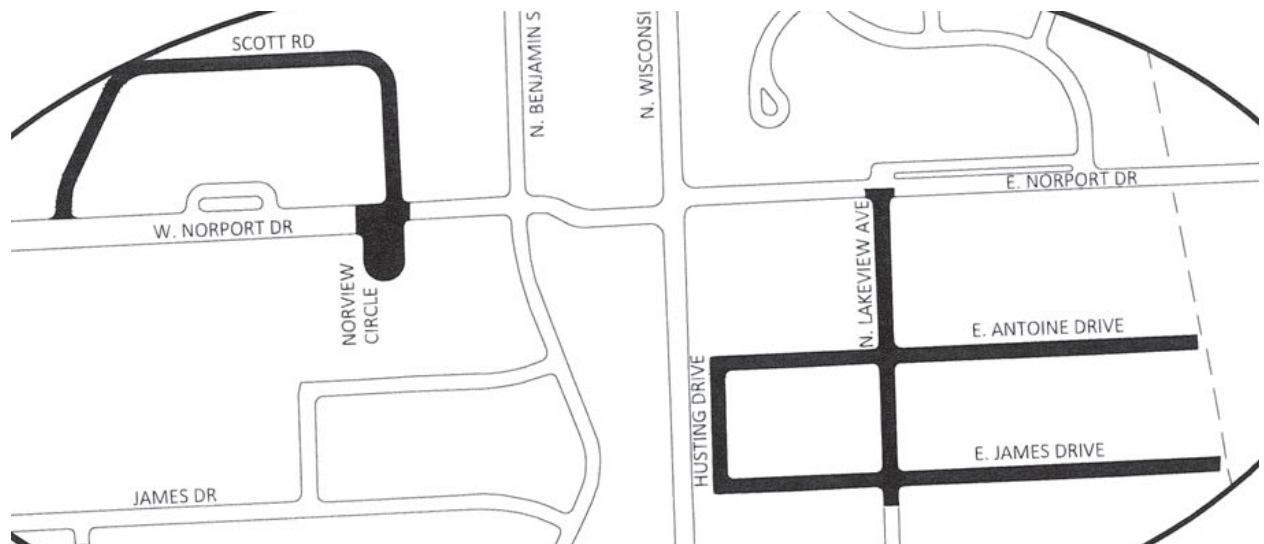 SCOTT RD
N. BENJAMIN S
N. WISCONSI
E. NORPORT DR
W. NORPORT DR
NORVIEW
CIRCLE
N. LAKEVIEW AVE
E. ANTOINE DRIVE
HUSTING DRIVE
E. JAMES DRIVE
JAMES DR